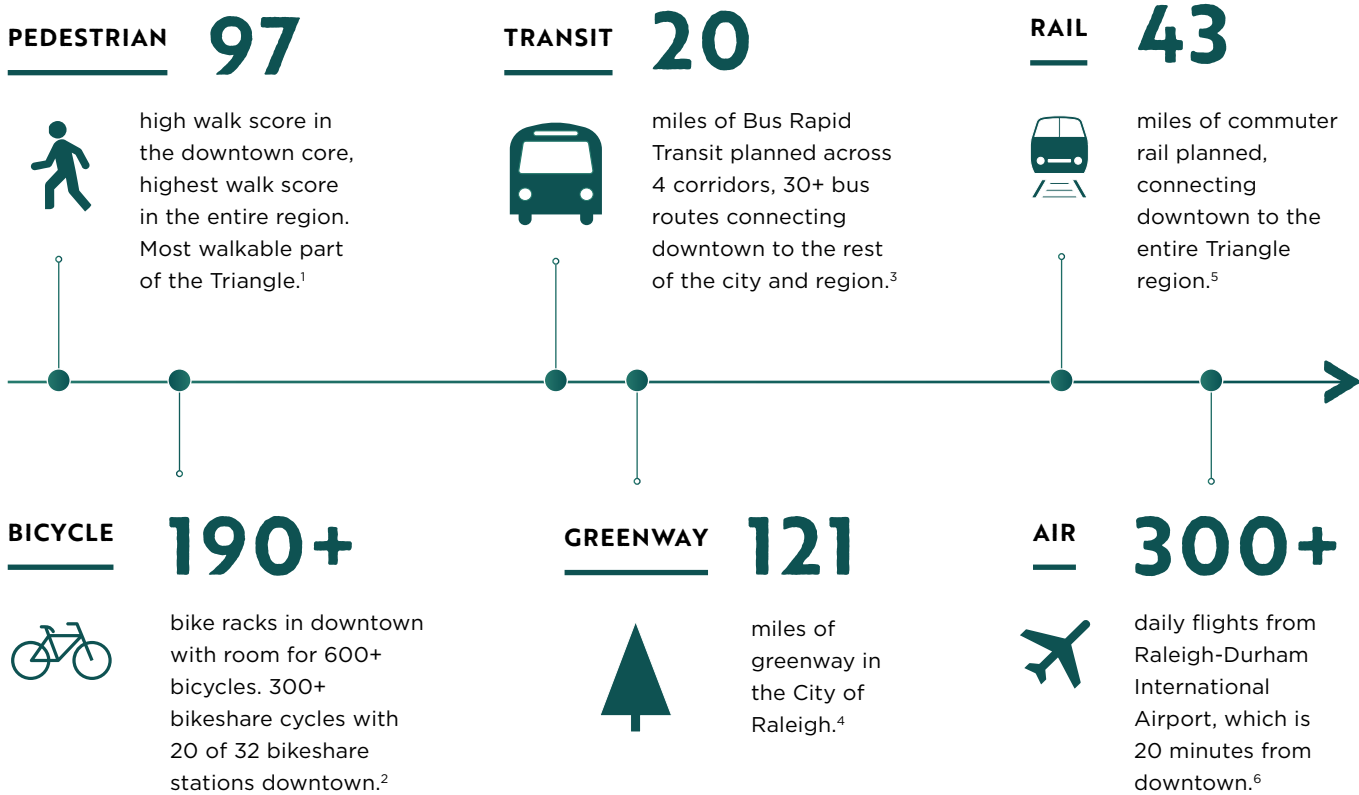 PEDESTRIAN 97
high walk score in
the downtown core,
highest walk score
in the entire region.
Most walkable part
of the Triangle.¹
TRANSIT 20
miles of Bus Rapid
Transit planned across
4 corridors, 30+ bus
routes connecting
downtown to the rest
of the city and region.³
RAIL 43
miles of commuter
rail planned,
connecting
downtown to the
entire Triangle
region.⁵
BICYCLE 190+
bike racks in downtown
with room for 600+
bicycles. 300+
bikeshare cycles with
20 of 32 bikeshare
stations downtown.²
GREENWAY 121
miles of
greenway in
the City of
Raleigh.⁴
AIR 300+
daily flights from
Raleigh-Durham
International
Airport, which is
20 minutes from
downtown.⁶